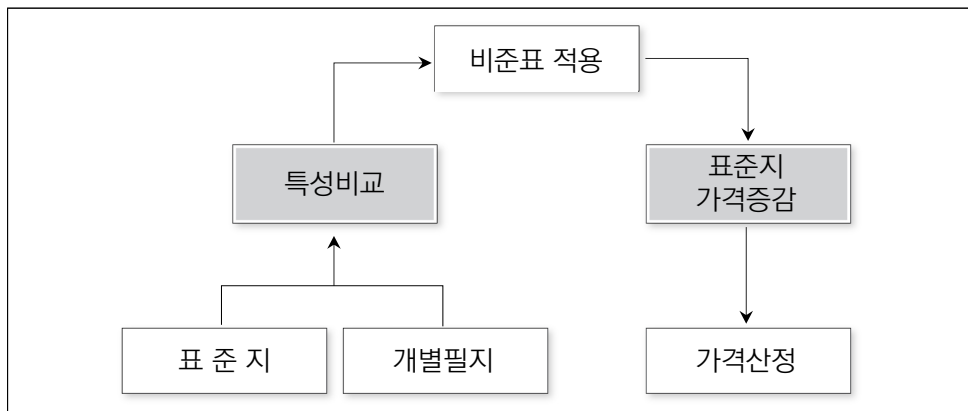 비준표 적용
특성비교
표준지
가격증감
표 준 지
개별필지
가격산정